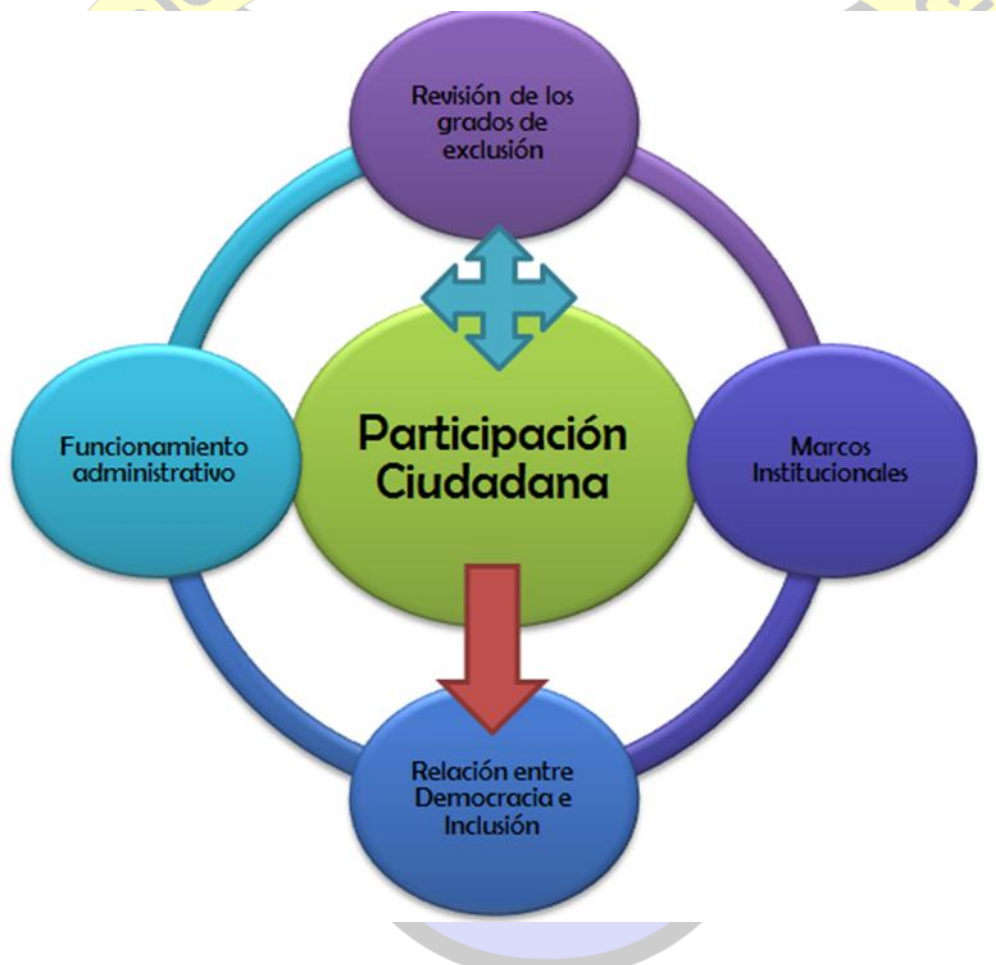 Revisión de los
grados de
exclusión
Funcionamiento
administrativo
Participación
Ciudadana
Marcos
Institucionales
Relación entre
Democracia e
Inclusión